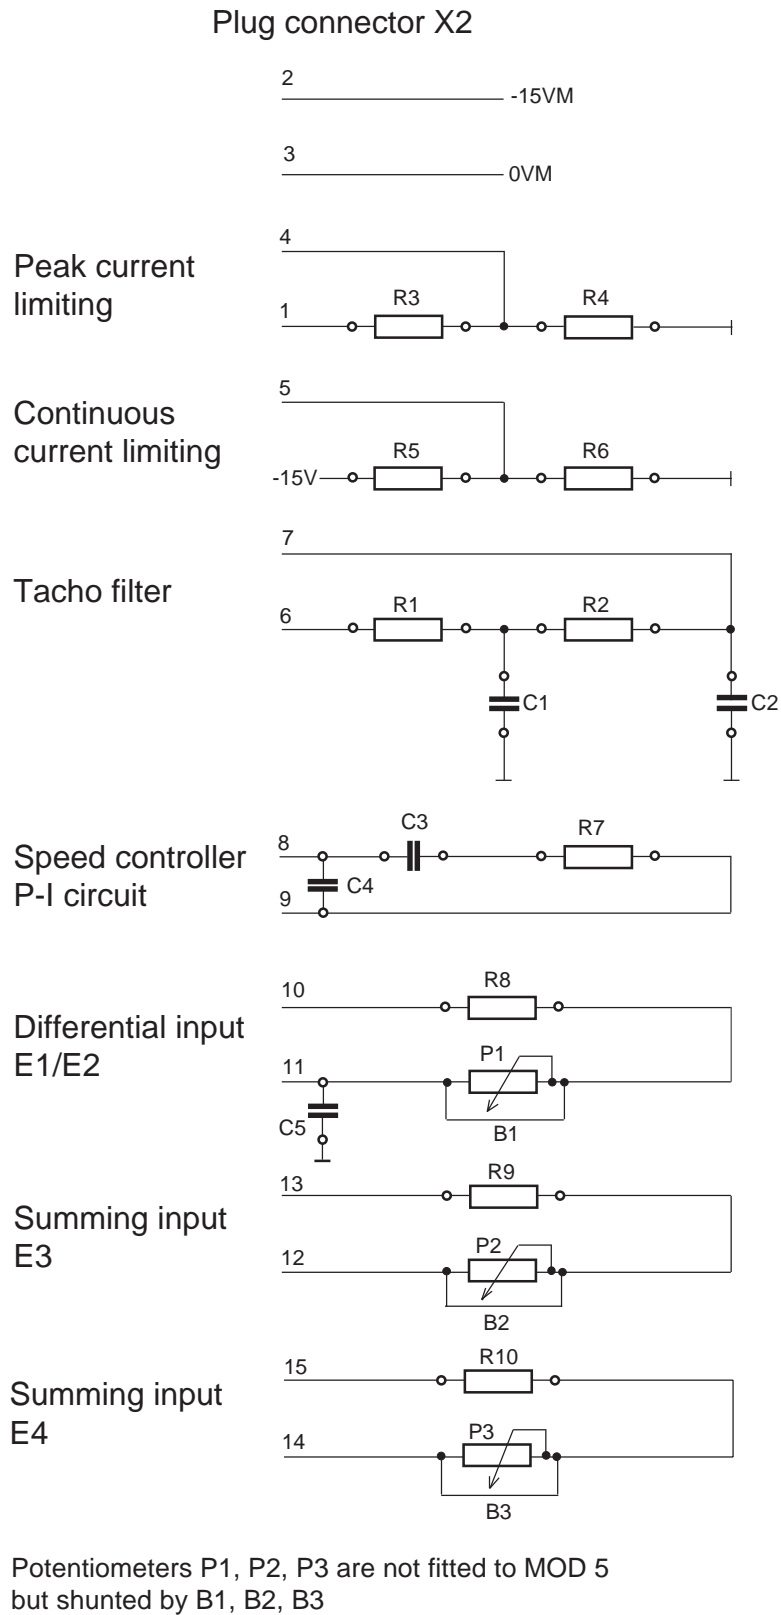 Plug connector X2
2
-15VM
3
0VM
4
Peak current
limiting
R3
R4
1
5
Continuous
current limiting
R5
R6
-15V
7
Tacho filter
R1
R2
6
C1
C2
C3
R7
8
Speed controller
P-I circuit
C4
9
R8
10
Differential input
E1/E2
P1
11
C5
B1
R9
13
Summing input
E3
P2
12
B2
R10
15
Summing input
E4
P3
14
B3
Potentiometers P1, P2, P3 are not fitted to MOD 5
but shunted by B1, B2, B3